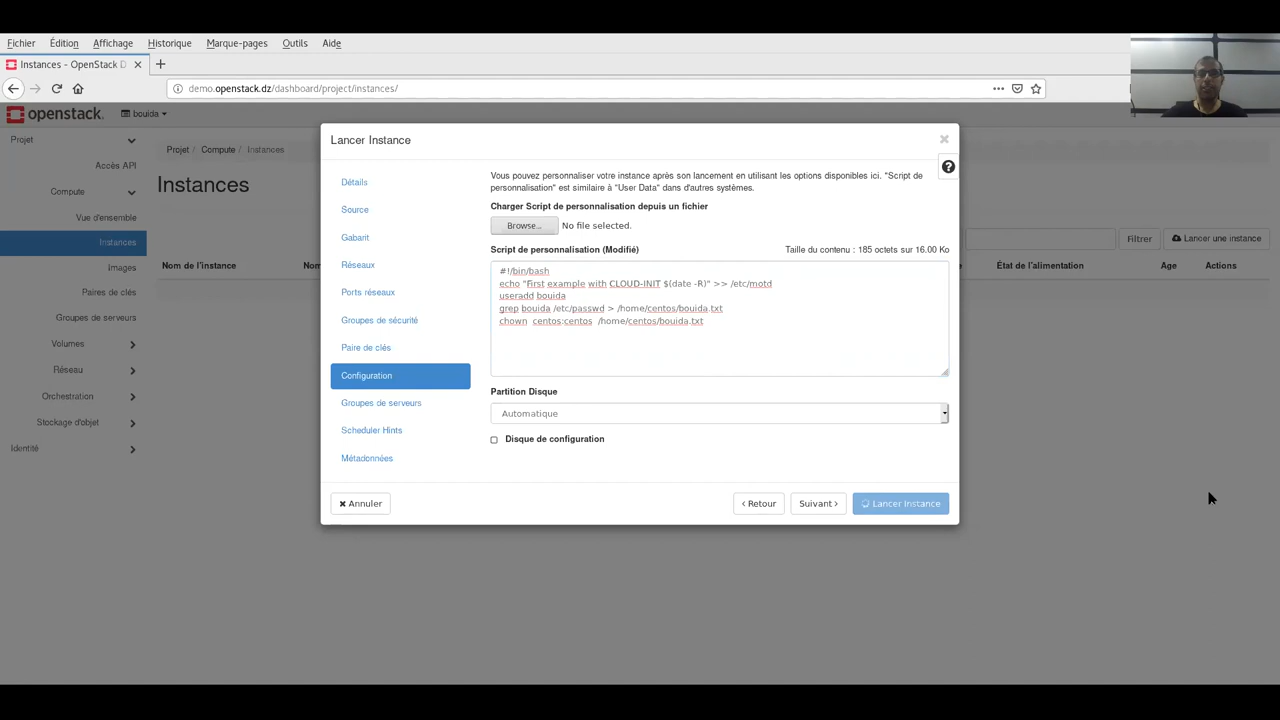 Fichier Édition Affichage Historique Marque-pages Outils Aide
Instances - OpenStack D
demo.openstack.dz/dashboard/project/instances/
openstack. bouida
Projet
Accès API
Compute
Vue d'ensemble
Instances
Images
Paires de clés
Groupes de serveurs
Volumes
Réseau
Orchestration
Stockage d'objet
Identité
Projet / Compute / Instances
Instances
Filtrer
Lancer une instance
Nom de l'instance
Nom
État de l'alimentation
Age
Actions
Lancer Instance
Détails
Source
Gabarit
Réseaux
Ports réseaux
Groupes de sécurité
Paire de clés
Configuration
Groupes de serveurs
Scheduler Hints
Métadonnées
Vous pouvez personnaliser votre instance après son lancement en utilisant les options disponibles ici. "Script de
personnalisation" est similaire à "User Data" dans d'autres systèmes.
Charger Script de personnalisation depuis un fichier
Browse... No file selected.
Script de personnalisation (Modifié) Taille du contenu : 185 octets sur 16.00 Ko
#!/bin/bash
echo "First example with CLOUD-INIT $(date -R)" >> /etc/motd
useradd bouida
grep bouida /etc/passwd > /home/centos/bouida.txt
chown centos:centos /home/centos/bouida.txt
Partition Disque
Automatique
Disque de configuration
Annuler
Retour
Suivant
Lancer Instance